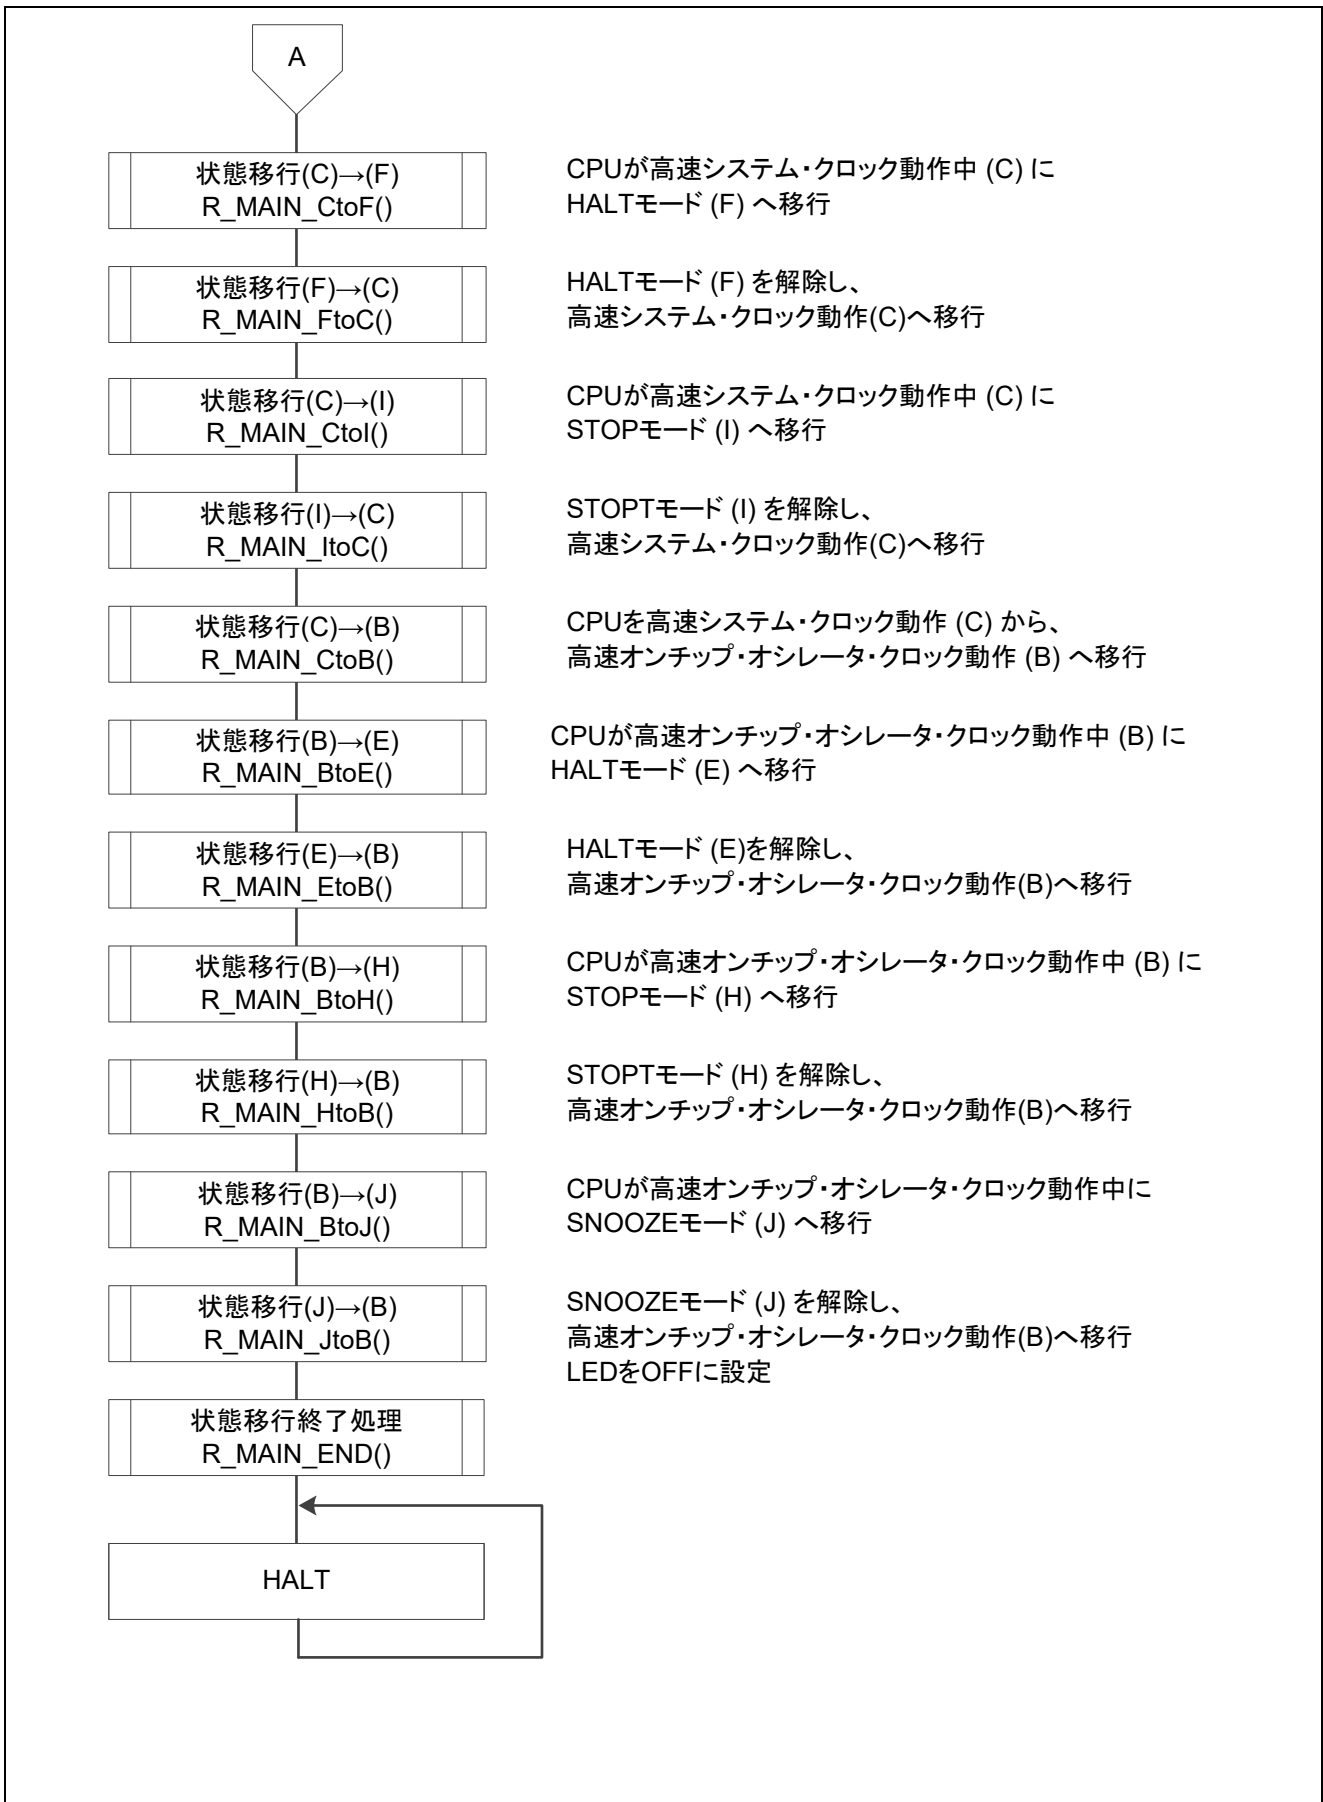 A
状態移行(C)→(F)
R_MAIN_CtoF()
CPUが高速システム・クロック動作中 (C) に
HALTモード (F) へ移行
状態移行(F)→(C)
R_MAIN_FtoC()
HALTモード (F) を解除し、
高速システム・クロック動作(C)へ移行
状態移行(C)→(I)
R_MAIN_CtoI()
CPUが高速システム・クロック動作中 (C) に
STOPモード (I) へ移行
状態移行(I)→(C)
R_MAIN_ItoC()
STOPTモード (I) を解除し、
高速システム・クロック動作(C)へ移行
状態移行(C)→(B)
R_MAIN_CtoB()
CPUを高速システム・クロック動作 (C) から、
高速オンチップ・オシレータ・クロック動作 (B) へ移行
状態移行(B)→(E)
R_MAIN_BtoE()
CPUが高速オンチップ・オシレータ・クロック動作中 (B) に
HALTモード (E) へ移行
状態移行(E)→(B)
R_MAIN_EtoB()
HALTモード (E)を解除し、
高速オンチップ・オシレータ・クロック動作(B)へ移行
状態移行(B)→(H)
R_MAIN_BtoH()
CPUが高速オンチップ・オシレータ・クロック動作中 (B) に
STOPモード (H) へ移行
状態移行(H)→(B)
R_MAIN_HtoB()
STOPTモード (H) を解除し、
高速オンチップ・オシレータ・クロック動作(B)へ移行
状態移行(B)→(J)
R_MAIN_BtoJ()
CPUが高速オンチップ・オシレータ・クロック動作中に
SNOOZEモード (J) へ移行
状態移行(J)→(B)
R_MAIN_JtoB()
SNOOZEモード (J) を解除し、
高速オンチップ・オシレータ・クロック動作(B)へ移行
LEDをOFFに設定
状態移行終了処理
R_MAIN_END()
HALT